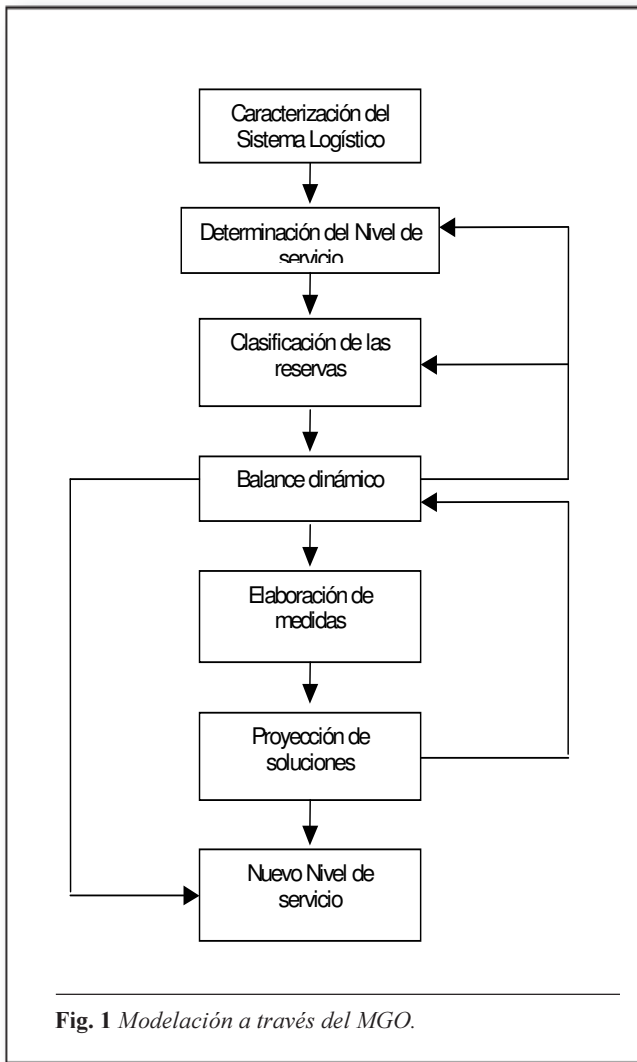 Caracterización del
Sistema Logístico
Determinación del Nivel de
servicio
Clasificación de las
reservas
Balance dinámico
Elaboración de
medidas
Proyección de
soluciones
Nuevo Nivel de
servicio
Fig. 1 Modelación a través del MGO.